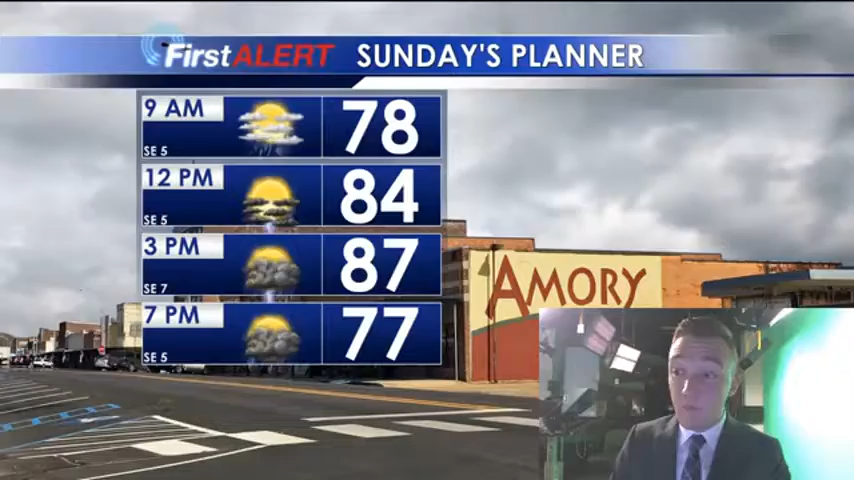 FirstALERT SUNDAY'S PLANNER
9 AM 78
SE 5
12 PM 84
SE 5
3 PM 87
SE 7
7 PM 77
SE 5
AMORY